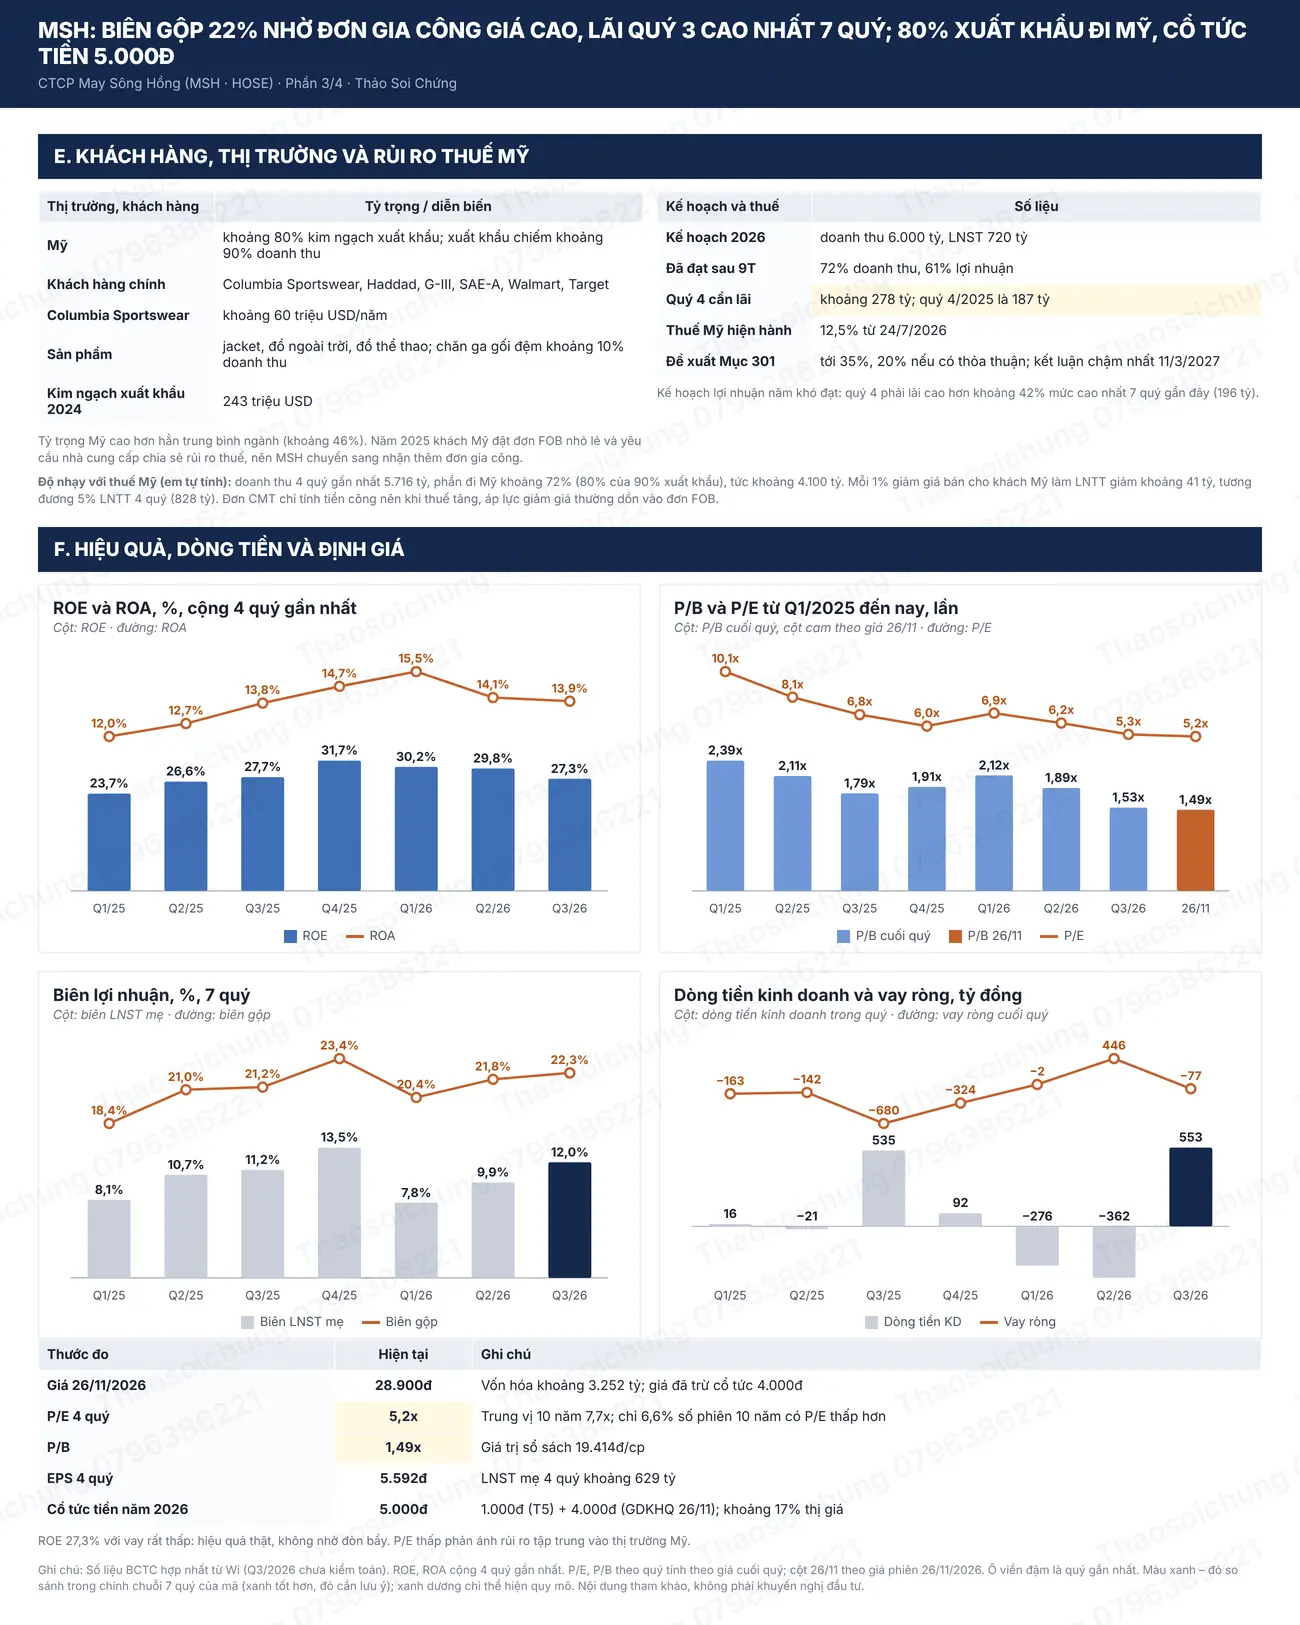 MSH: BIÊN GỘP 22% NHỜ ĐƠN GIA CÔNG GIÁ CAO, LÃI QUÝ 3 CAO NHẤT 7 QUÝ; 80% XUẤT KHẨU ĐI MỸ, CỔ TỨC
TIỀN 5.000Đ
CTCP May Sông Hồng (MSH · HOSE) · Phần 3/4 · Thảo Soi Chứng
E. KHÁCH HÀNG, THỊ TRƯỜNG VÀ RỦI RO THUẾ MỸ
Thị trường, khách hàng Tỷ trọng / diễn biến
Mỹ khoảng 80% kim ngạch xuất khẩu; xuất khẩu chiếm khoảng
90% doanh thu
Khách hàng chính Columbia Sportswear, Haddad, G-III, SAE-A, Walmart, Target
Columbia Sportswear khoảng 60 triệu USD/năm
Sản phẩm jacket, đồ ngoài trời, đồ thể thao; chăn ga gối đệm khoảng 10%
doanh thu
Kim ngạch xuất khẩu
2024 243 triệu USD
Tỷ trọng Mỹ cao hơn hẳn trung bình ngành (khoảng 46%). Năm 2025 khách Mỹ đặt đơn FOB nhỏ lẻ và yêu
cầu nhà cung cấp chia sẻ rủi ro thuế, nên MSH chuyển sang nhận thêm đơn gia công.
Kế hoạch và thuế Số liệu
Kế hoạch 2026 doanh thu 6.000 tỷ, LNST 720 tỷ
Đã đạt sau 9T 72% doanh thu, 61% lợi nhuận
Quý 4 cần lãi khoảng 278 tỷ; quý 4/2025 là 187 tỷ
Thuế Mỹ hiện hành 12,5% từ 24/7/2026
Đề xuất Mục 301 tới 35%, 20% nếu có thỏa thuận; kết luận chậm nhất 11/3/2027
Kế hoạch lợi nhuận năm khó đạt: quý 4 phải lãi cao hơn khoảng 42% mức cao nhất 7 quý gần đây (196 tỷ).
Độ nhạy với thuế Mỹ (em tự tính): doanh thu 4 quý gần nhất 5.716 tỷ, phần đi Mỹ khoảng 72% (80% của 90% xuất khẩu), tức khoảng 4.100 tỷ. Mỗi 1% giảm giá bán cho khách Mỹ làm LNTT giảm khoảng 41 tỷ, tương
đương 5% LNTT 4 quý (828 tỷ). Đơn CMT chỉ tính tiền công nên khi thuế tăng, áp lực giảm giá thường dồn vào đơn FOB.
F. HIỆU QUẢ, DÒNG TIỀN VÀ ĐỊNH GIÁ
ROE và ROA, %, cộng 4 quý gần nhất
Cột: ROE · đường: ROA
12,0% 12,7% 13,8% 14,7% 15,5% 14,1% 13,9%
23,7% 26,6% 27,7% 31,7% 30,2% 29,8% 27,3%
Q1/25 Q2/25 Q3/25 Q4/25 Q1/26 Q2/26 Q3/26
ROE ROA
P/B và P/E từ Q1/2025 đến nay, lần
Cột: P/B cuối quý, cột cam theo giá 26/11 · đường: P/E
10,1x 8,1x 6,8x 6,0x 6,9x 6,2x 5,3x 5,2x
2,39x 2,11x 1,79x 1,91x 2,12x 1,89x 1,53x 1,49x
Q1/25 Q2/25 Q3/25 Q4/25 Q1/26 Q2/26 Q3/26 26/11
P/B cuối quý P/B 26/11 P/E
Biên lợi nhuận, %, 7 quý
Cột: biên LNST mẹ · đường: biên gộp
18,4% 21,0% 21,2% 23,4% 20,4% 21,8% 22,3%
8,1% 10,7% 11,2% 13,5% 7,8% 9,9% 12,0%
Q1/25 Q2/25 Q3/25 Q4/25 Q1/26 Q2/26 Q3/26
Biên LNST mẹ Biên gộp
Dòng tiền kinh doanh và vay ròng, tỷ đồng
Cột: dòng tiền kinh doanh trong quý · đường: vay ròng cuối quý
−163 −142 −680 −324 −2 446 −77
16 −21 535 92 −276 −362 553
Q1/25 Q2/25 Q3/25 Q4/25 Q1/26 Q2/26 Q3/26
Dòng tiền KD Vay ròng
Thước đo Hiện tại Ghi chú
Giá 26/11/2026 28.900đ Vốn hóa khoảng 3.252 tỷ; giá đã trừ cổ tức 4.000đ
P/E 4 quý 5,2x Trung vị 10 năm 7,7x; chỉ 6,6% số phiên 10 năm có P/E thấp hơn
P/B 1,49x Giá trị sổ sách 19.414đ/cp
EPS 4 quý 5.592đ LNST mẹ 4 quý khoảng 629 tỷ
Cổ tức tiền năm 2026 5.000đ 1.000đ (T5) + 4.000đ (GDKHQ 26/11); khoảng 17% thị giá
ROE 27,3% với vay rất thấp: hiệu quả thật, không nhờ đòn bẩy. P/E thấp phản ánh rủi ro tập trung vào thị trường Mỹ.
Ghi chú: Số liệu BCTC hợp nhất từ Wi (Q3/2026 chưa kiểm toán). ROE, ROA cộng 4 quý gần nhất. P/E, P/B theo quý tính theo giá cuối quý; cột 26/11 theo giá phiên 26/11/2026. Ô viền đậm là quý gần nhất. Màu xanh – đỏ so
sánh trong chính chuỗi 7 quý của mã (xanh tốt hơn, đỏ cần lưu ý); xanh dương chỉ thể hiện quy mô. Nội dung tham khảo, không phải khuyến nghị đầu tư.
Thaosoichung 0796386221